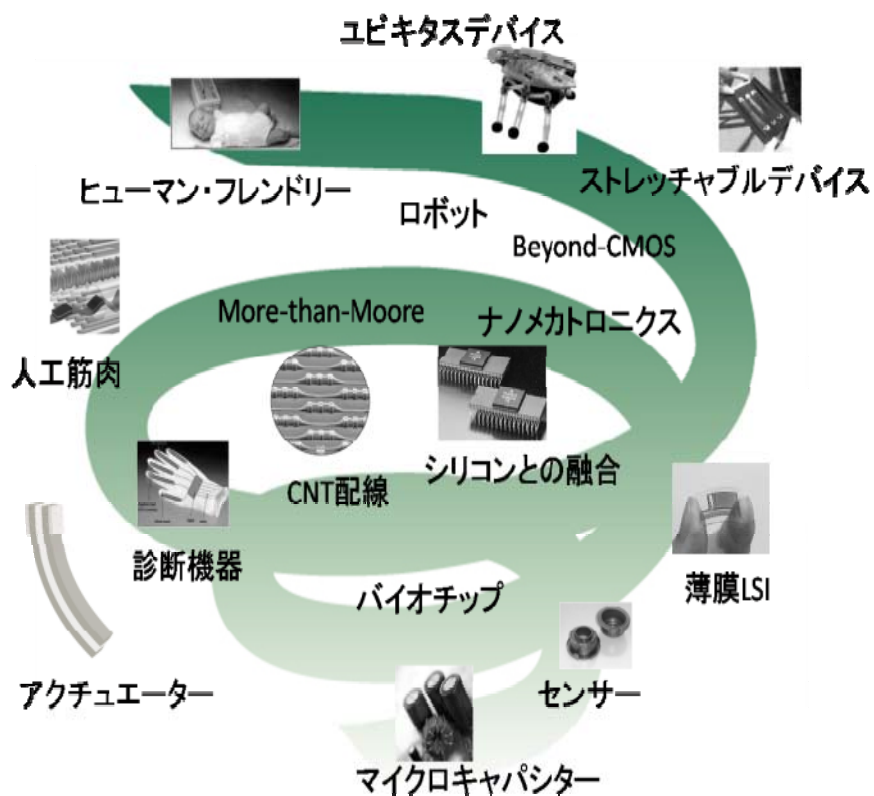 ユビキタスデバイス
ヒューマン・フレンドリー
ロボット
ストレッチャブルデバイス
Beyond-CMOS
More-than-Moore
ナノメカトロニクス
人工筋肉
CNT配線
シリコンとの融合
診断機器
バイオチップ
薄膜LSI
アクチュエーター
センサー
マイクロキャパシター